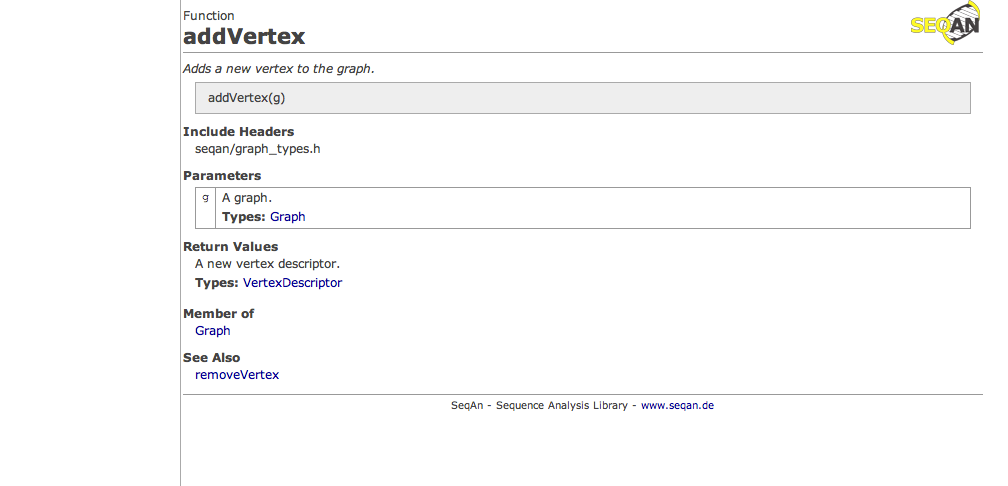 Function
addVertex
SEQAN
Adds a new vertex to the graph.
addVertex(g)
Include Headers
seqan/graph_types.h
Parameters
g A graph.
Types: Graph
Return Values
A new vertex descriptor.
Types: VertexDescriptor
Member of
Graph
See Also
removeVertex
SeqAn - Sequence Analysis Library - www.seqan.de